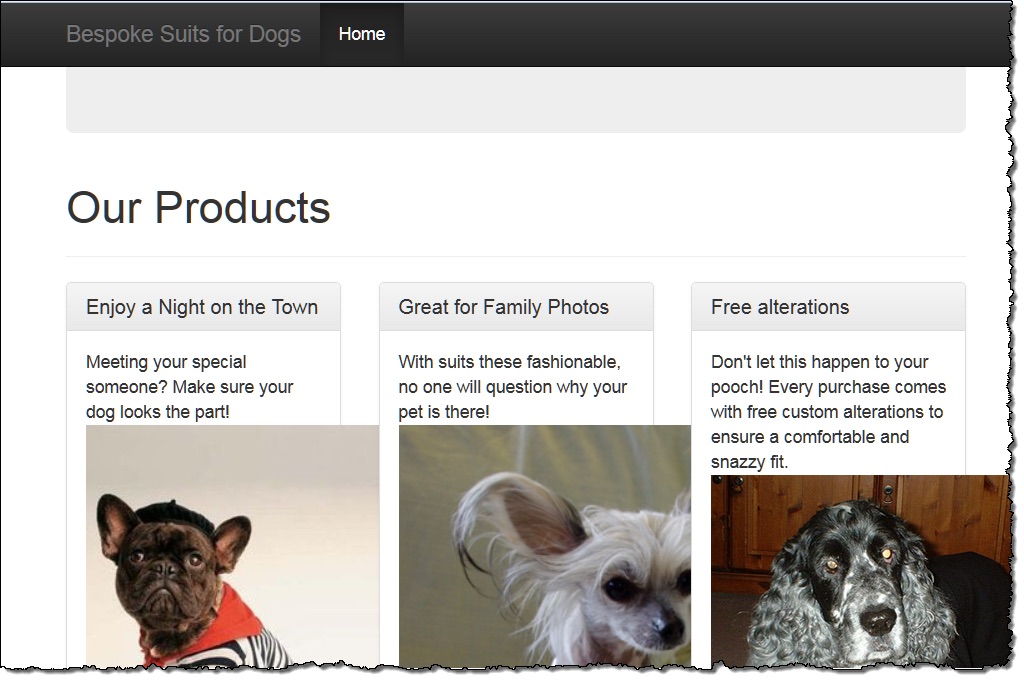 Bespoke Suits for Dogs Home
Our Products
Enjoy a Night on the Town
Meeting your special
someone? Make sure your
dog looks the part!
Great for Family Photos
With suits these fashionable,
no one will question why your
pet is there!
Free alterations
Don't let this happen to your
pooch! Every purchase comes
with free custom alterations to
ensure a comfortable and
snazzy fit.